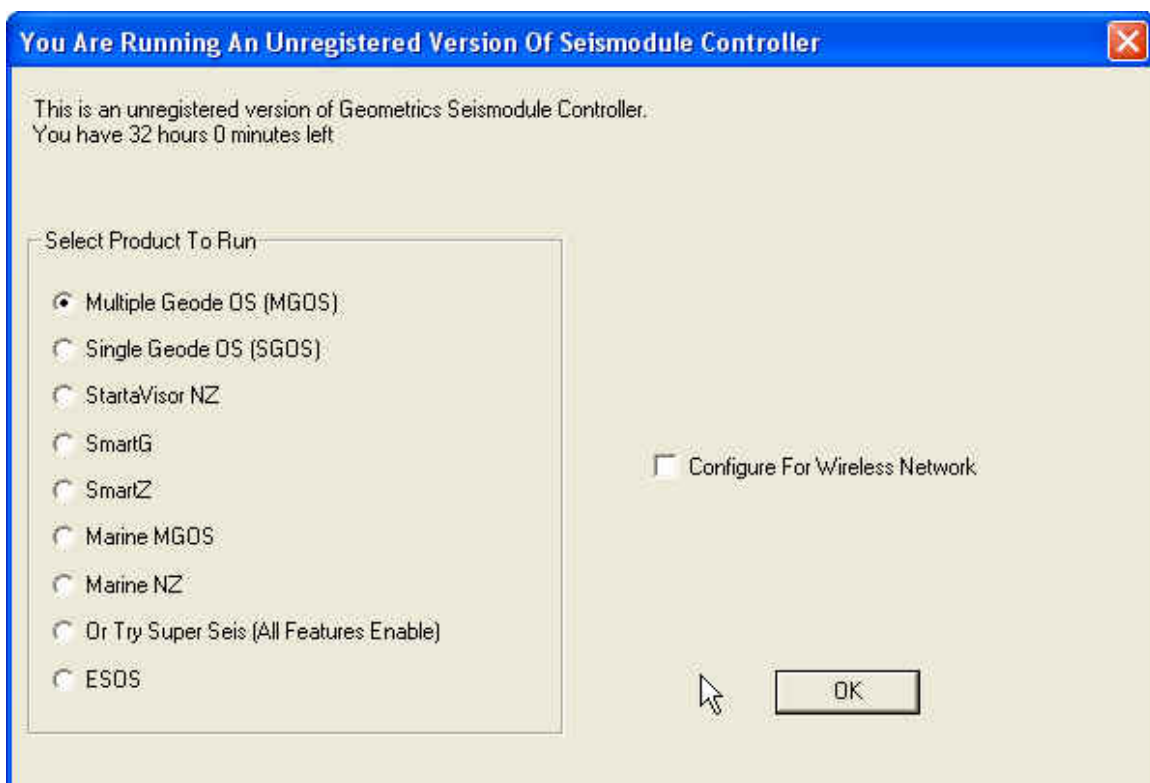 You Are Running An Unregistered Version Of Seismodule Controller
This is an unregistered version of Geometrics Seismodule Controller.
You have 32 hours 0 minutes left
Select Product To Run
Multiple Geode OS (MGOS)
Single Geode OS (SGOS)
StartaVisor NZ
SmartG
SmartZ
Marine MGOS
Marine NZ
Or Try Super Seis (All Features Enable)
ESOS
Configure For Wireless Network
OK